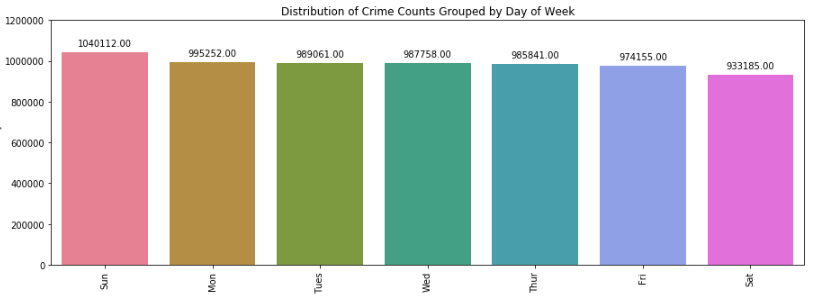 Distribution of Crime Counts Grouped by Day of Week
1200000
1000000
800000
600000
400000
200000
0
1040112.00
995252.00
989061.00
987758.00
985841.00
974155.00
933185.00
Sun
Mon
Tues
Wed
Thur
Fri
Sat